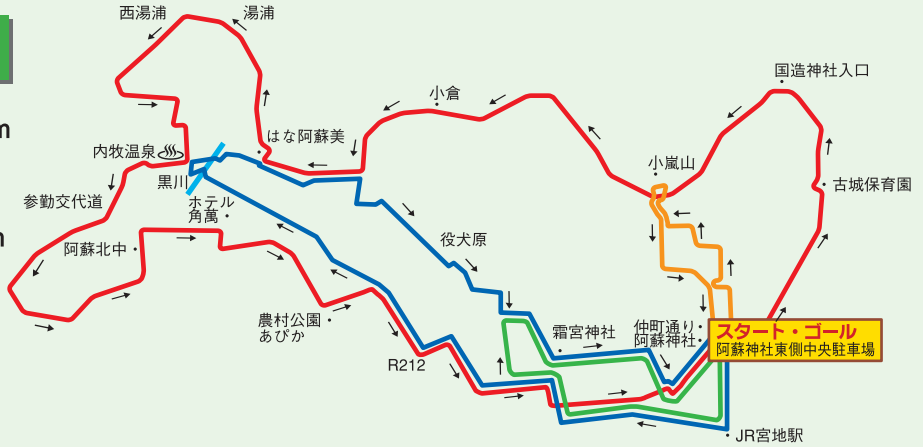 西湯浦
湯浦
国造神社入口
小倉
m
はな阿蘇美
内牧温泉
小嵐山
黒川
古城保育園
参勤交代道
ホテル
角萬
n
阿蘇北中
役犬原
農村公園
あぴか
霜宮神社
仲町通り
阿蘇神社
スタート・ゴール
阿蘇神社東側中央駐車場
R212
JR宮地駅